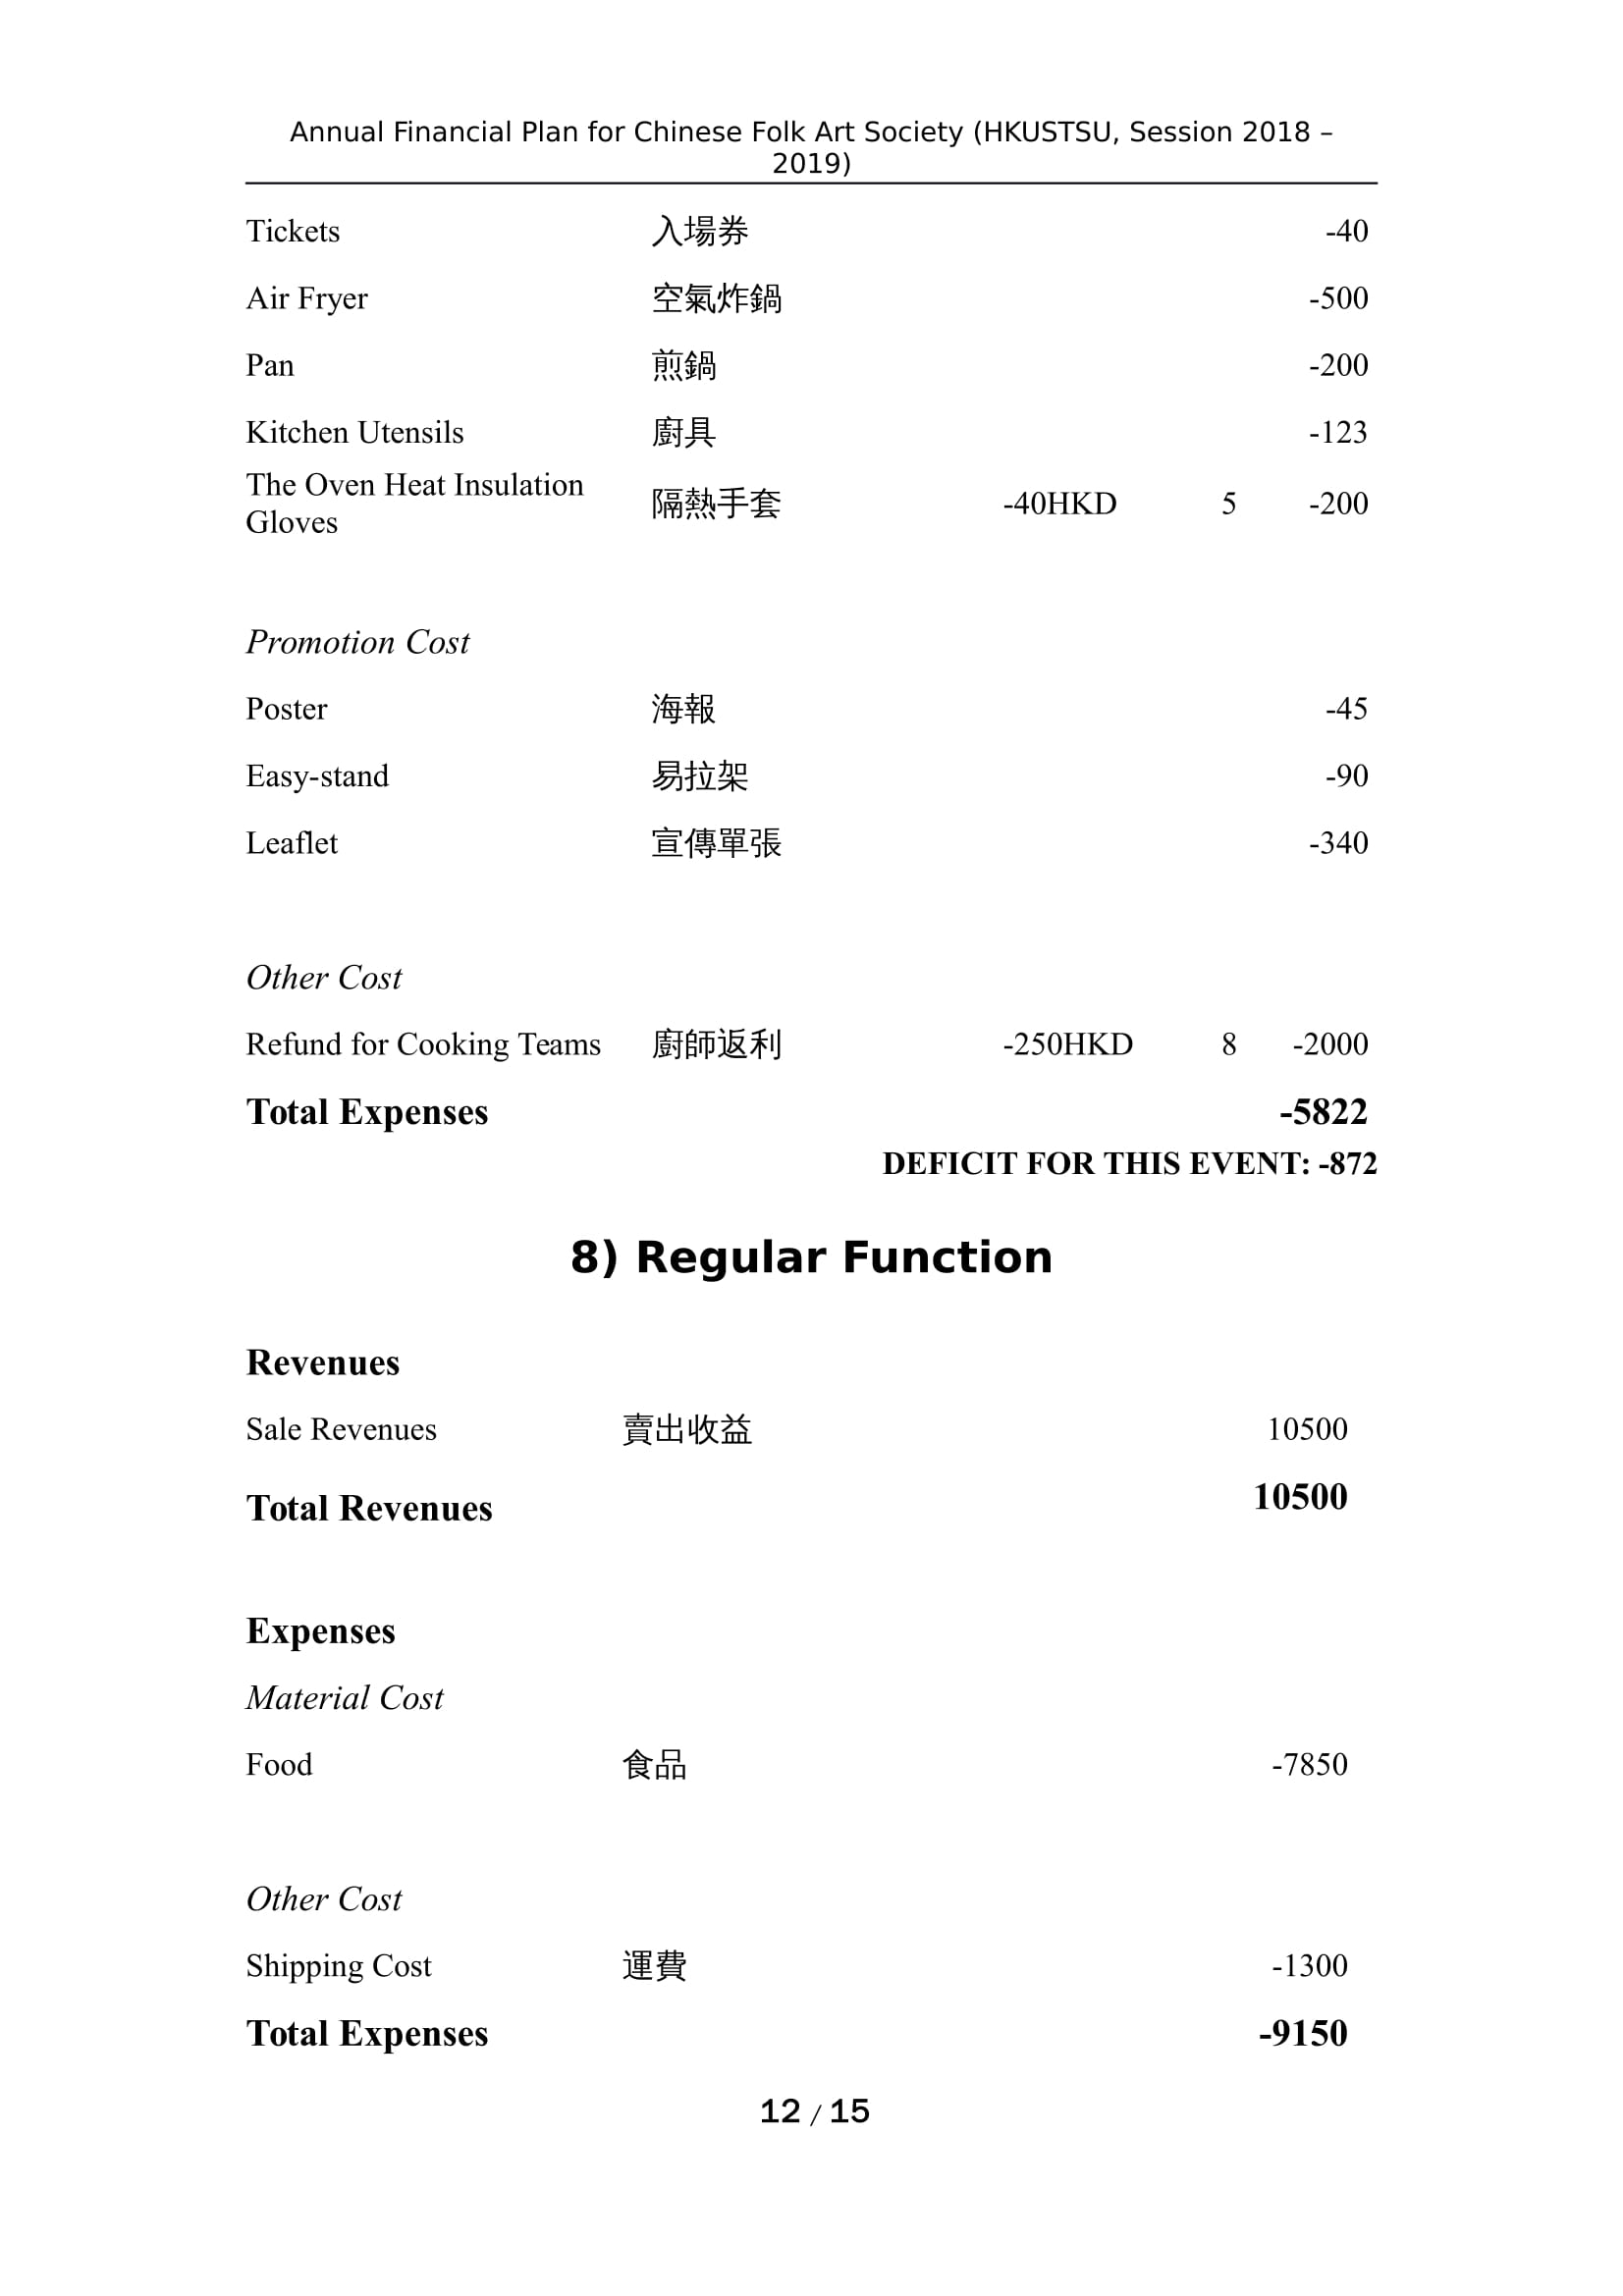 Annual Financial Plan for Chinese Folk Art Society (HKUSTSU, Session 2018 –
2019)
Tickets 入場券 -40
Air Fryer 空氣炸鍋 -500
Pan 煎鍋 -200
Kitchen Utensils 廚具 -123
The Oven Heat Insulation
Gloves 隔熱手套 -40HKD 5 -200
Promotion Cost
Poster 海報 -45
Easy-stand 易拉架 -90
Leaflet 宣傳單張 -340
Other Cost
Refund for Cooking Teams 廚師返利 -250HKD 8 -2000
Total Expenses -5822
DEFICIT FOR THIS EVENT: -872
8) Regular Function
Revenues
Sale Revenues 賣出收益 10500
Total Revenues 10500
Expenses
Material Cost
Food 食品 -7850
Other Cost
Shipping Cost 運費 -1300
Total Expenses -9150
12 / 15